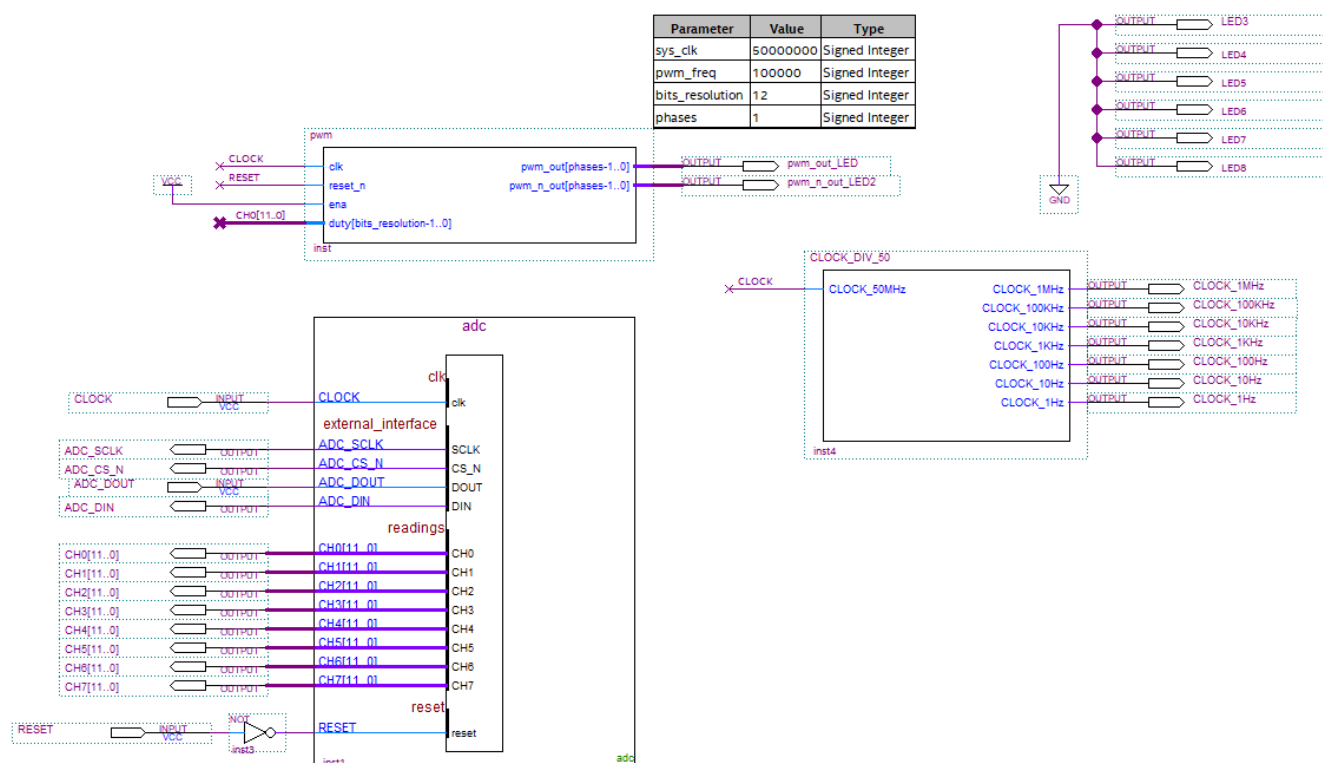 Parameter Value Type
sys_clk 50000000 Signed Integer
pwm_freq 100000 Signed Integer
bits_resolution 12 Signed Integer
phases 1 Signed Integer
OUTPUT LED3
OUTPUT LED4
OUTPUT LED5
OUTPUT LED6
OUTPUT LED7
OUTPUT LED8
GND
pwm
CLOCK clk pwm_out[phases-1..0] OUTPUT pwm_out_LED
RESET reset_n pwm_n_out[phases-1..0] OUTPUT pwm_n_out_LED2
VCC ena
CH0[11..0] duty[bits_resolution-1..0]
inst
CLOCK_DIV_50
CLOCK CLOCK_50MHz CLOCK_1MHz OUTPUT CLOCK_1MHz
CLOCK_100KHz OUTPUT CLOCK_100KHz
CLOCK_10KHz OUTPUT CLOCK_10KHz
CLOCK_1KHz OUTPUT CLOCK_1KHz
CLOCK_100Hz OUTPUT CLOCK_100Hz
CLOCK_10Hz OUTPUT CLOCK_10Hz
CLOCK_1Hz OUTPUT CLOCK_1Hz
inst4
adc
clk
CLOCK INPUT VCC CLOCK clk
external_interface
ADC_SCLK OUTPUT ADC_SCLK SCLK
ADC_CS_N OUTPUT ADC_CS_N CS_N
ADC_DOUT INPUT VCC ADC_DOUT DOUT
ADC_DIN OUTPUT ADC_DIN DIN
readings
CH0[11..0] OUTPUT CH0[11..0] CH0
CH1[11..0] OUTPUT CH1[11..0] CH1
CH2[11..0] OUTPUT CH2[11..0] CH2
CH3[11..0] OUTPUT CH3[11..0] CH3
CH4[11..0] OUTPUT CH4[11..0] CH4
CH5[11..0] OUTPUT CH5[11..0] CH5
CH6[11..0] OUTPUT CH6[11..0] CH6
CH7[11..0] OUTPUT CH7[11..0] CH7
reset
RESET INPUT VCC NOT RESET reset
inst3
inst1 adc